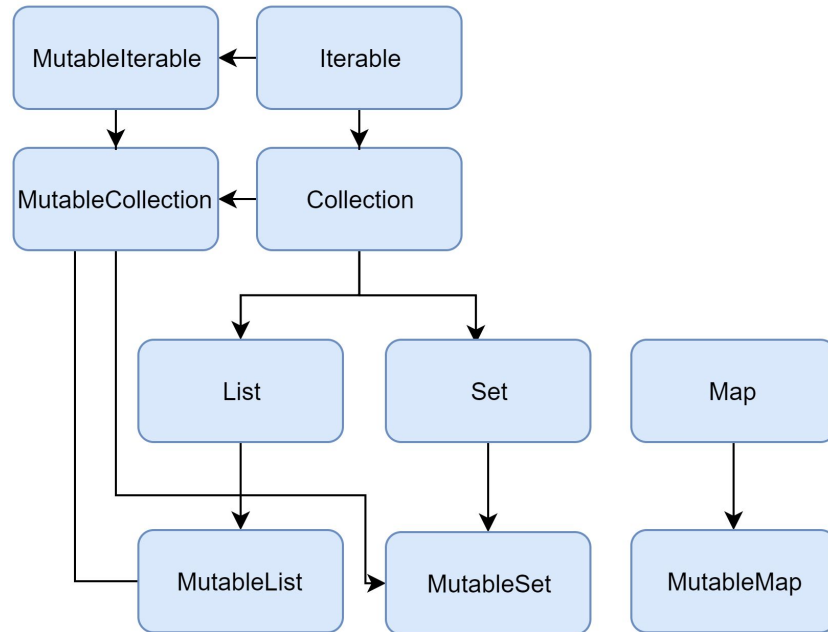 MutableIterable
Iterable
MutableCollection
Collection
List
Set
Map
MutableList
MutableSet
MutableMap